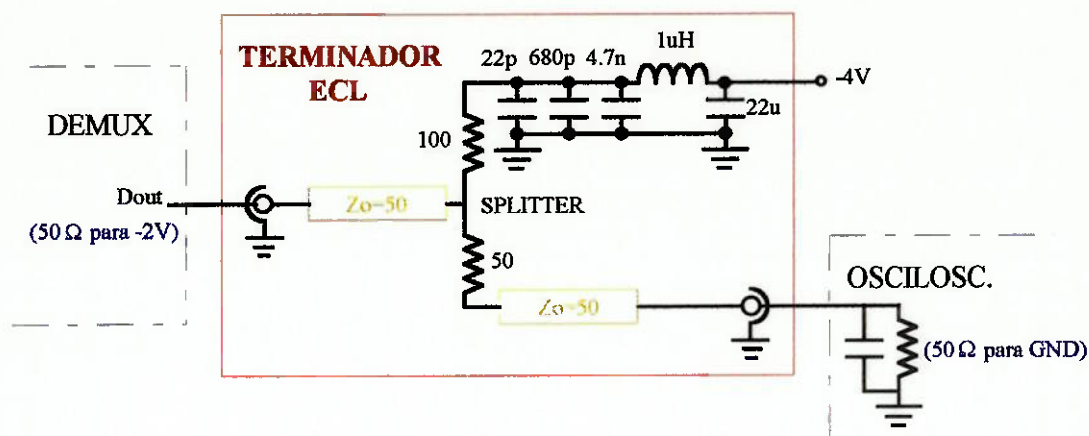 TERMINADOR
ECL
22p 680p 4.7n
1uH
-4V
22u
DEMUX
100
Dout
Zo=50
SPLITTER
(50 Ω para -2V)
50
OSCILOSC.
Zo=50
(50 Ω para GND)